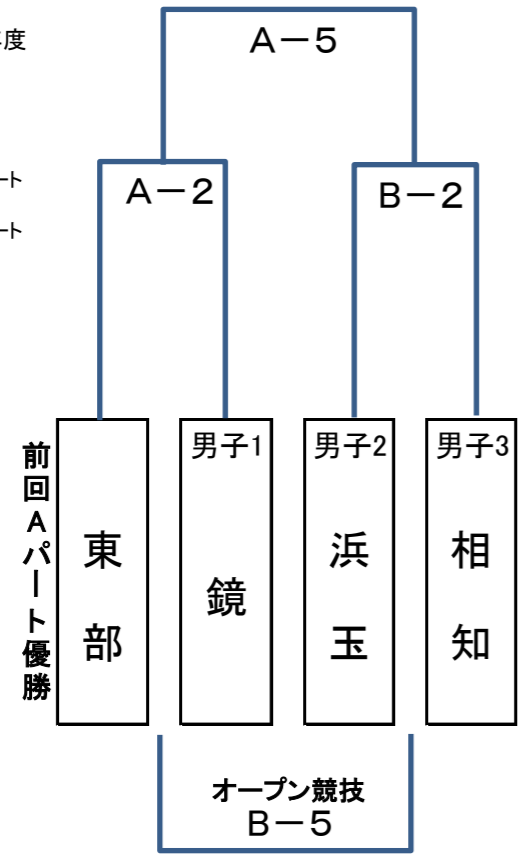 度
A－5
ート
ート
A－2
B－2
前回Aパート優勝
東部
男子1
鏡
男子2
浜玉
男子3
相知
オープン競技
B－5